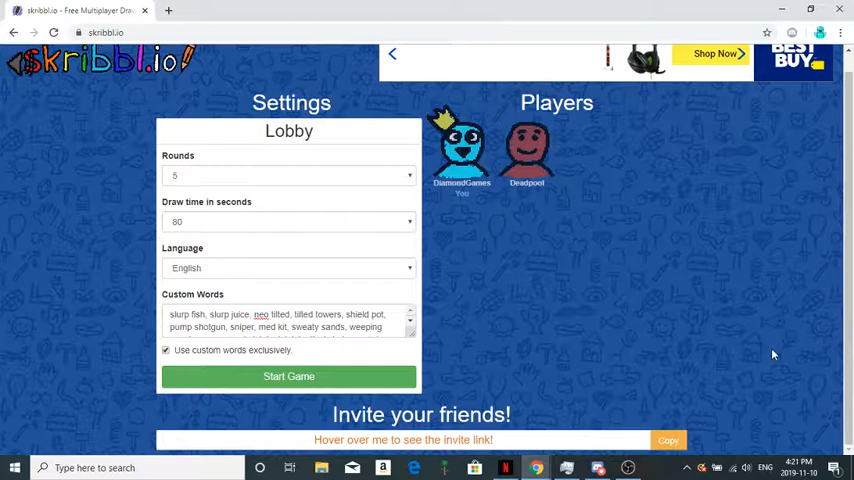 skribbl.io - Free Multiplayer Draw
skribbl.io
skribbl.io
Shop Now
BEST
BUY
Settings
Players
Lobby
Rounds
5
Draw time in seconds
80
Language
English
Custom Words
slurp fish, slurp juice, neo tilted, tilted towers, shield pot,
pump shotgun, sniper, med kit, sweaty sands, weeping
Use custom words exclusively.
Start Game
DiamondGames
You
Deadpool
Invite your friends!
Hover over me to see the invite link!
Copy
Type here to search
ENG
4:21 PM
2019-11-10